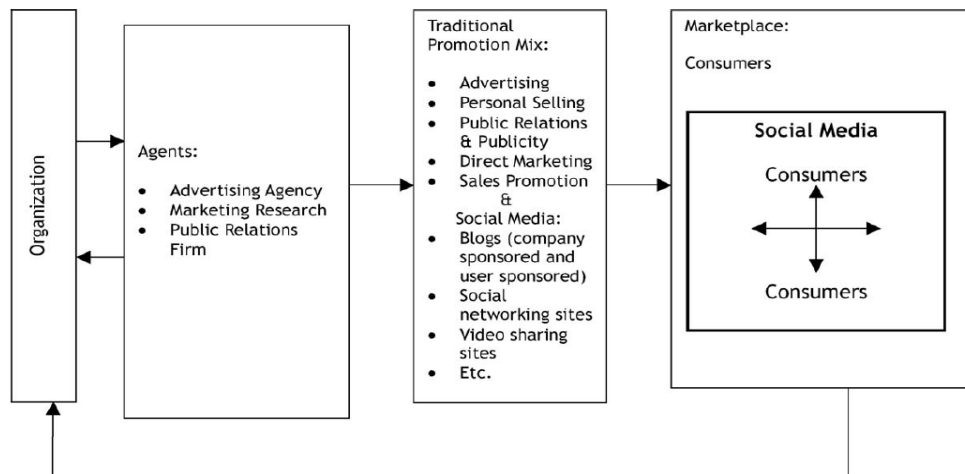 Organization
Agents:
• Advertising Agency
• Marketing Research
• Public Relations
Firm
Traditional
Promotion Mix:
• Advertising
• Personal Selling
• Public Relations
& Publicity
• Direct Marketing
• Sales Promotion
&
Social Media:
• Blogs (company
sponsored and
user sponsored)
• Social
networking sites
• Video sharing
sites
• Etc.
Marketplace:
Consumers
Social Media
Consumers
Consumers